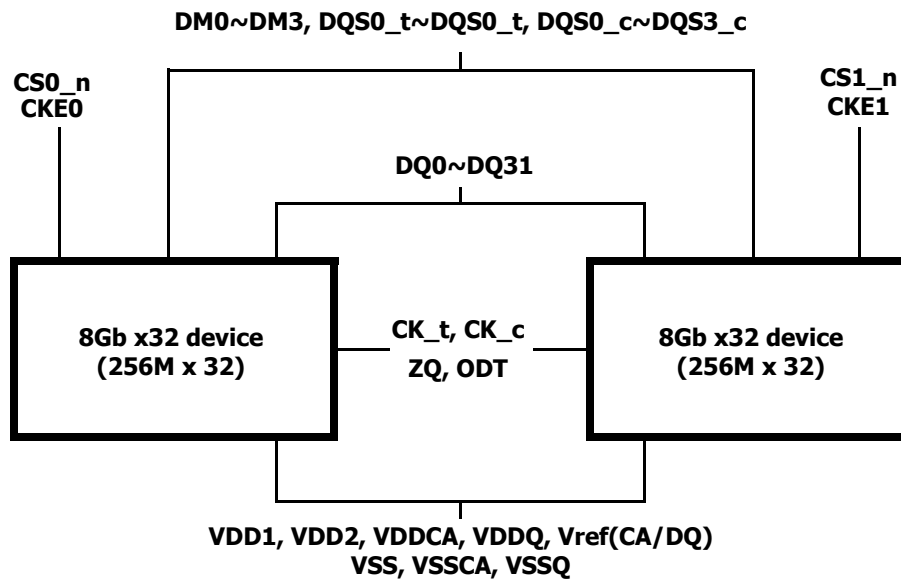 DM0~DM3, DQS0_t~DQS0_t, DQS0_c~DQS3_c
CS0_n
CKE0
CS1_n
CKE1
DQ0~DQ31
8Gb x32 device
(256M x 32)
CK_t, CK_c
ZQ, ODT
8Gb x32 device
(256M x 32)
VDD1, VDD2, VDDCA, VDDQ, Vref(CA/DQ)
VSS, VSSCA, VSSQ